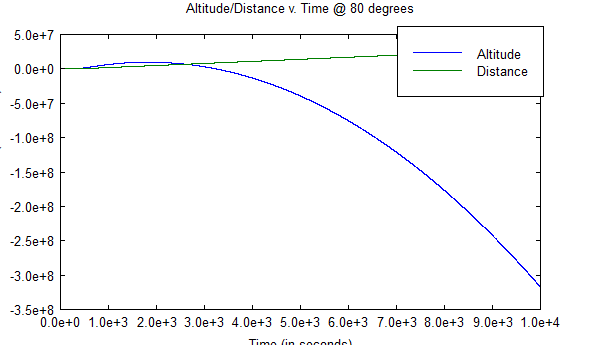 Altitude/Distance v. Time @ 80 degrees
5.0e+7
0.0e+0
-5.0e+7
-1.0e+8
-1.5e+8
-2.0e+8
-2.5e+8
-3.0e+8
-3.5e+8
Altitude
Distance
0.0e+0 1.0e+3 2.0e+3 3.0e+3 4.0e+3 5.0e+3 6.0e+3 7.0e+3 8.0e+3 9.0e+3 1.0e+4
Time (in seconds)